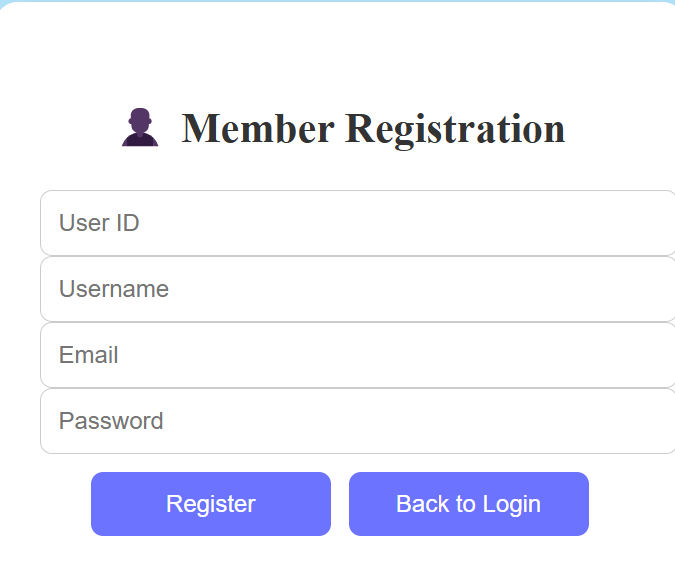 Member Registration
User ID
Username
Email
Password
Register Back to Login